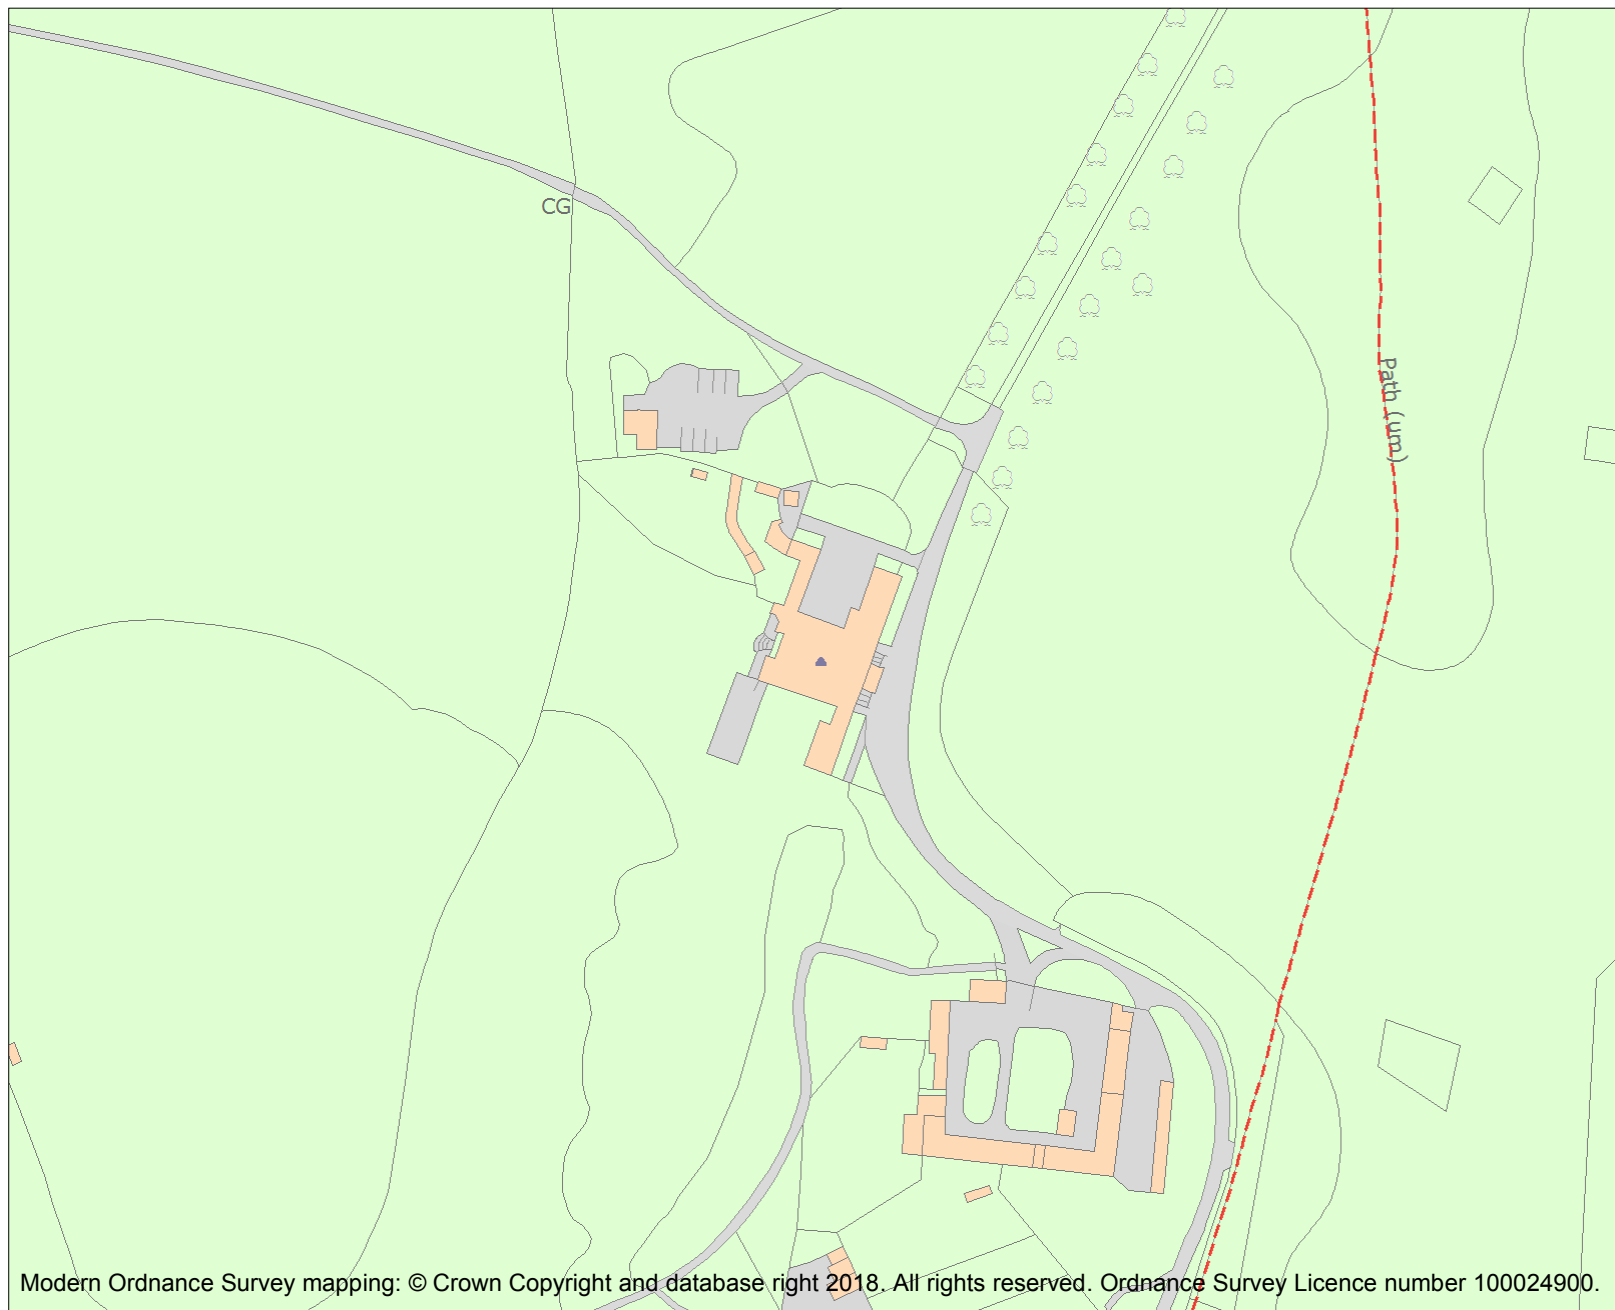 CG
Path (um)
Modern Ordnance Survey mapping: © Crown Copyright and database right 2018. All rights reserved. Ordnance Survey Licence number 100024900.